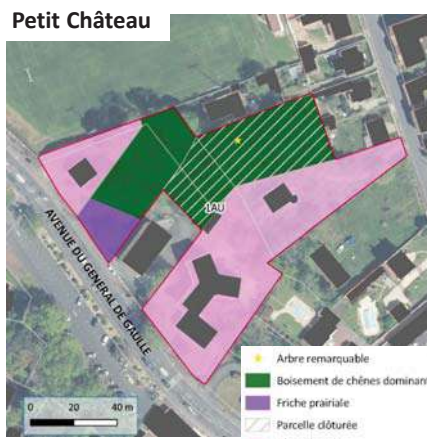 Petit Château
1AU
AVENUE DU GENERAL DE GAULLE
Arbre remarquable
Boisement de chênes dominant
Friche prairiale
Parcelle clôturée
0 20 40 m